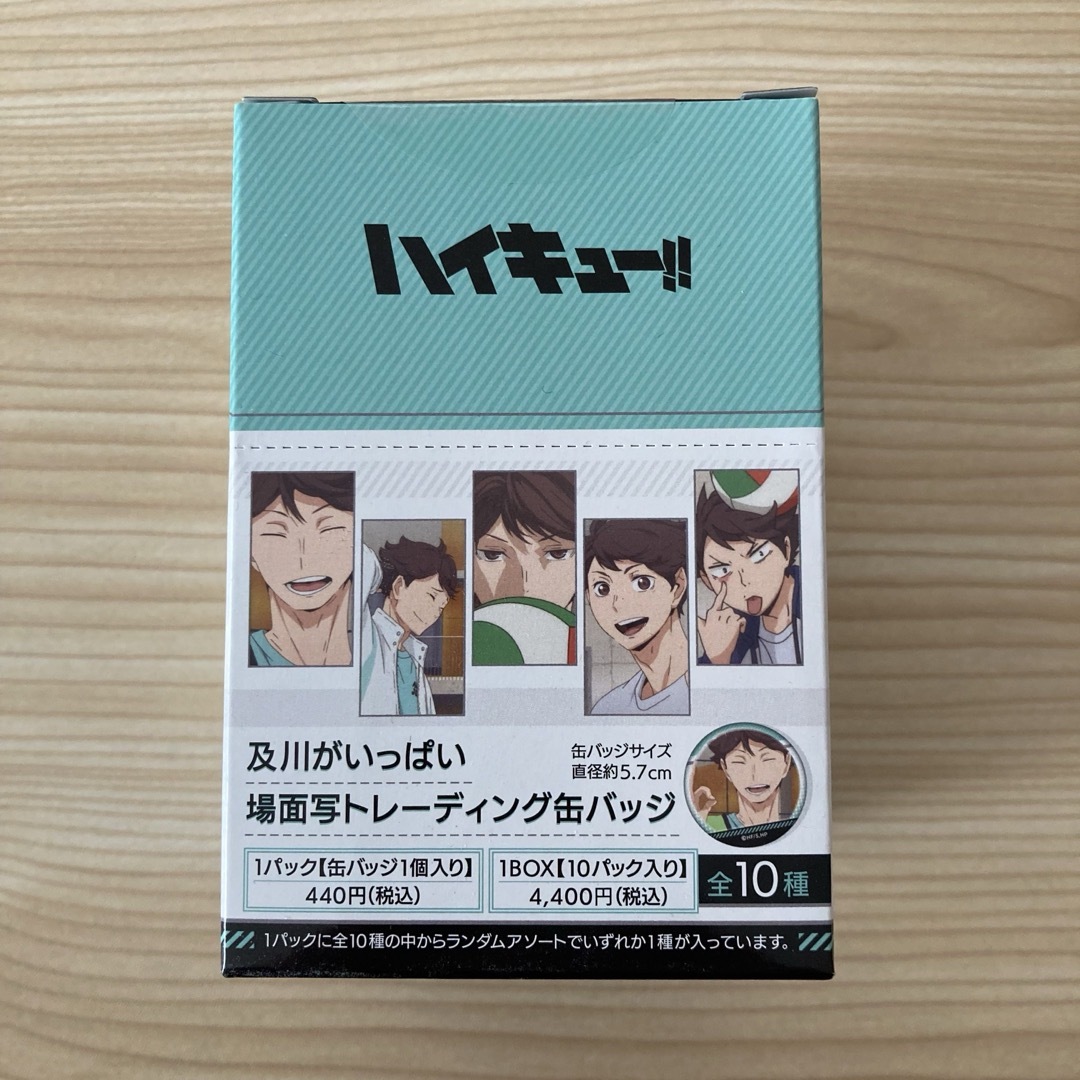 ハイキュー!!
及川がいっぱい
場面写トレーディング缶バッジ
缶バッジサイズ
直径約5.7cm
1パック【缶バッジ1個入り】
440円(税込)
1BOX【10パック入り】
4,400円(税込)
全10種
1パックに全10種の中からランダムアソートでいずれか1種が入っています。